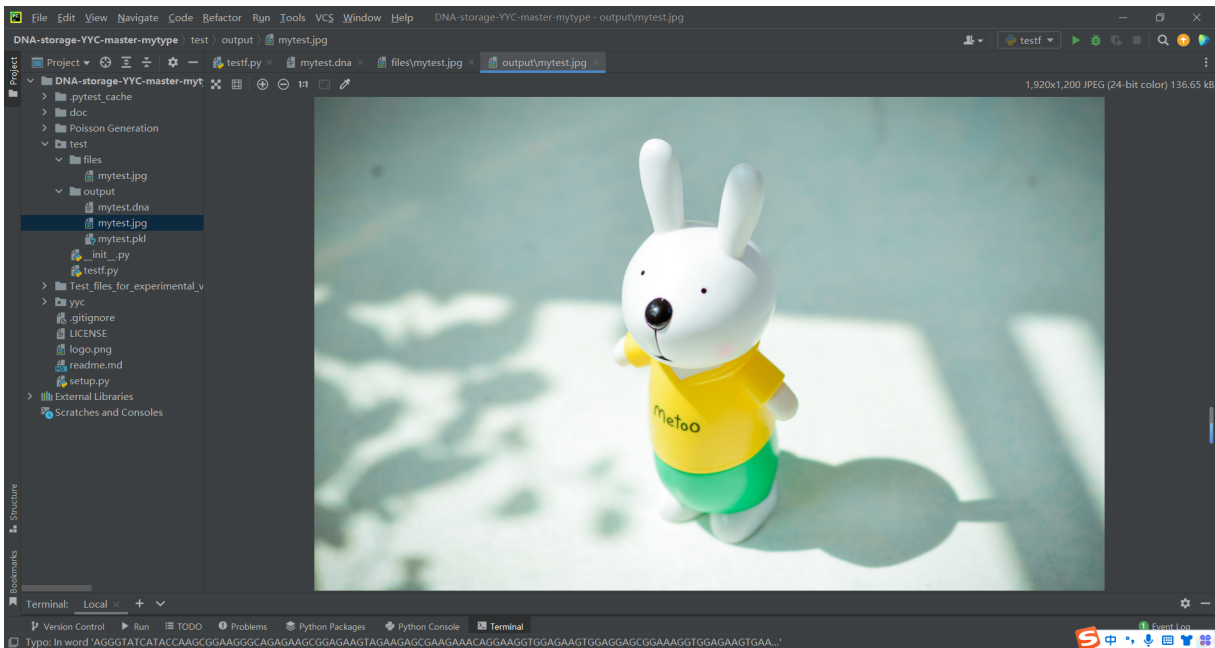 File Edit View Navigate Code Refactor Run Tools VCS Window Help DNA-storage-YYC-master-mytype - output\mytest.jpg
DNA-storage-YYC-master-mytype test output mytest.jpg
testf
Project
Project
testf.py
mytest.dna
files\mytest.jpg
output\mytest.jpg
1:1
1,920x1,200 JPEG (24-bit color) 136.65 kB
DNA-storage-YYC-master-myt
.pytest_cache
doc
Poisson Generation
test
files
mytest.jpg
output
mytest.dna
mytest.jpg
mytest.pkl
__init__.py
testf.py
Test_files_for_experimental_v
yyc
.gitignore
LICENSE
logo.png
readme.md
setup.py
External Libraries
Scratches and Consoles
metoo
Structure
Bookmarks
Terminal: Local
Version Control Run TODO Problems Python Packages Python Console Terminal
1 Event Log
Typo: In word 'AGGGTATCATACCAAGCGGAAGGGCAGAGAAGCGGAGAAGTAGAAGAGCGAAGAAACAGGAAGGTGGAGAAGTGGAGGAGCGGAAAGGTGGAGAAGTGAA...'
中